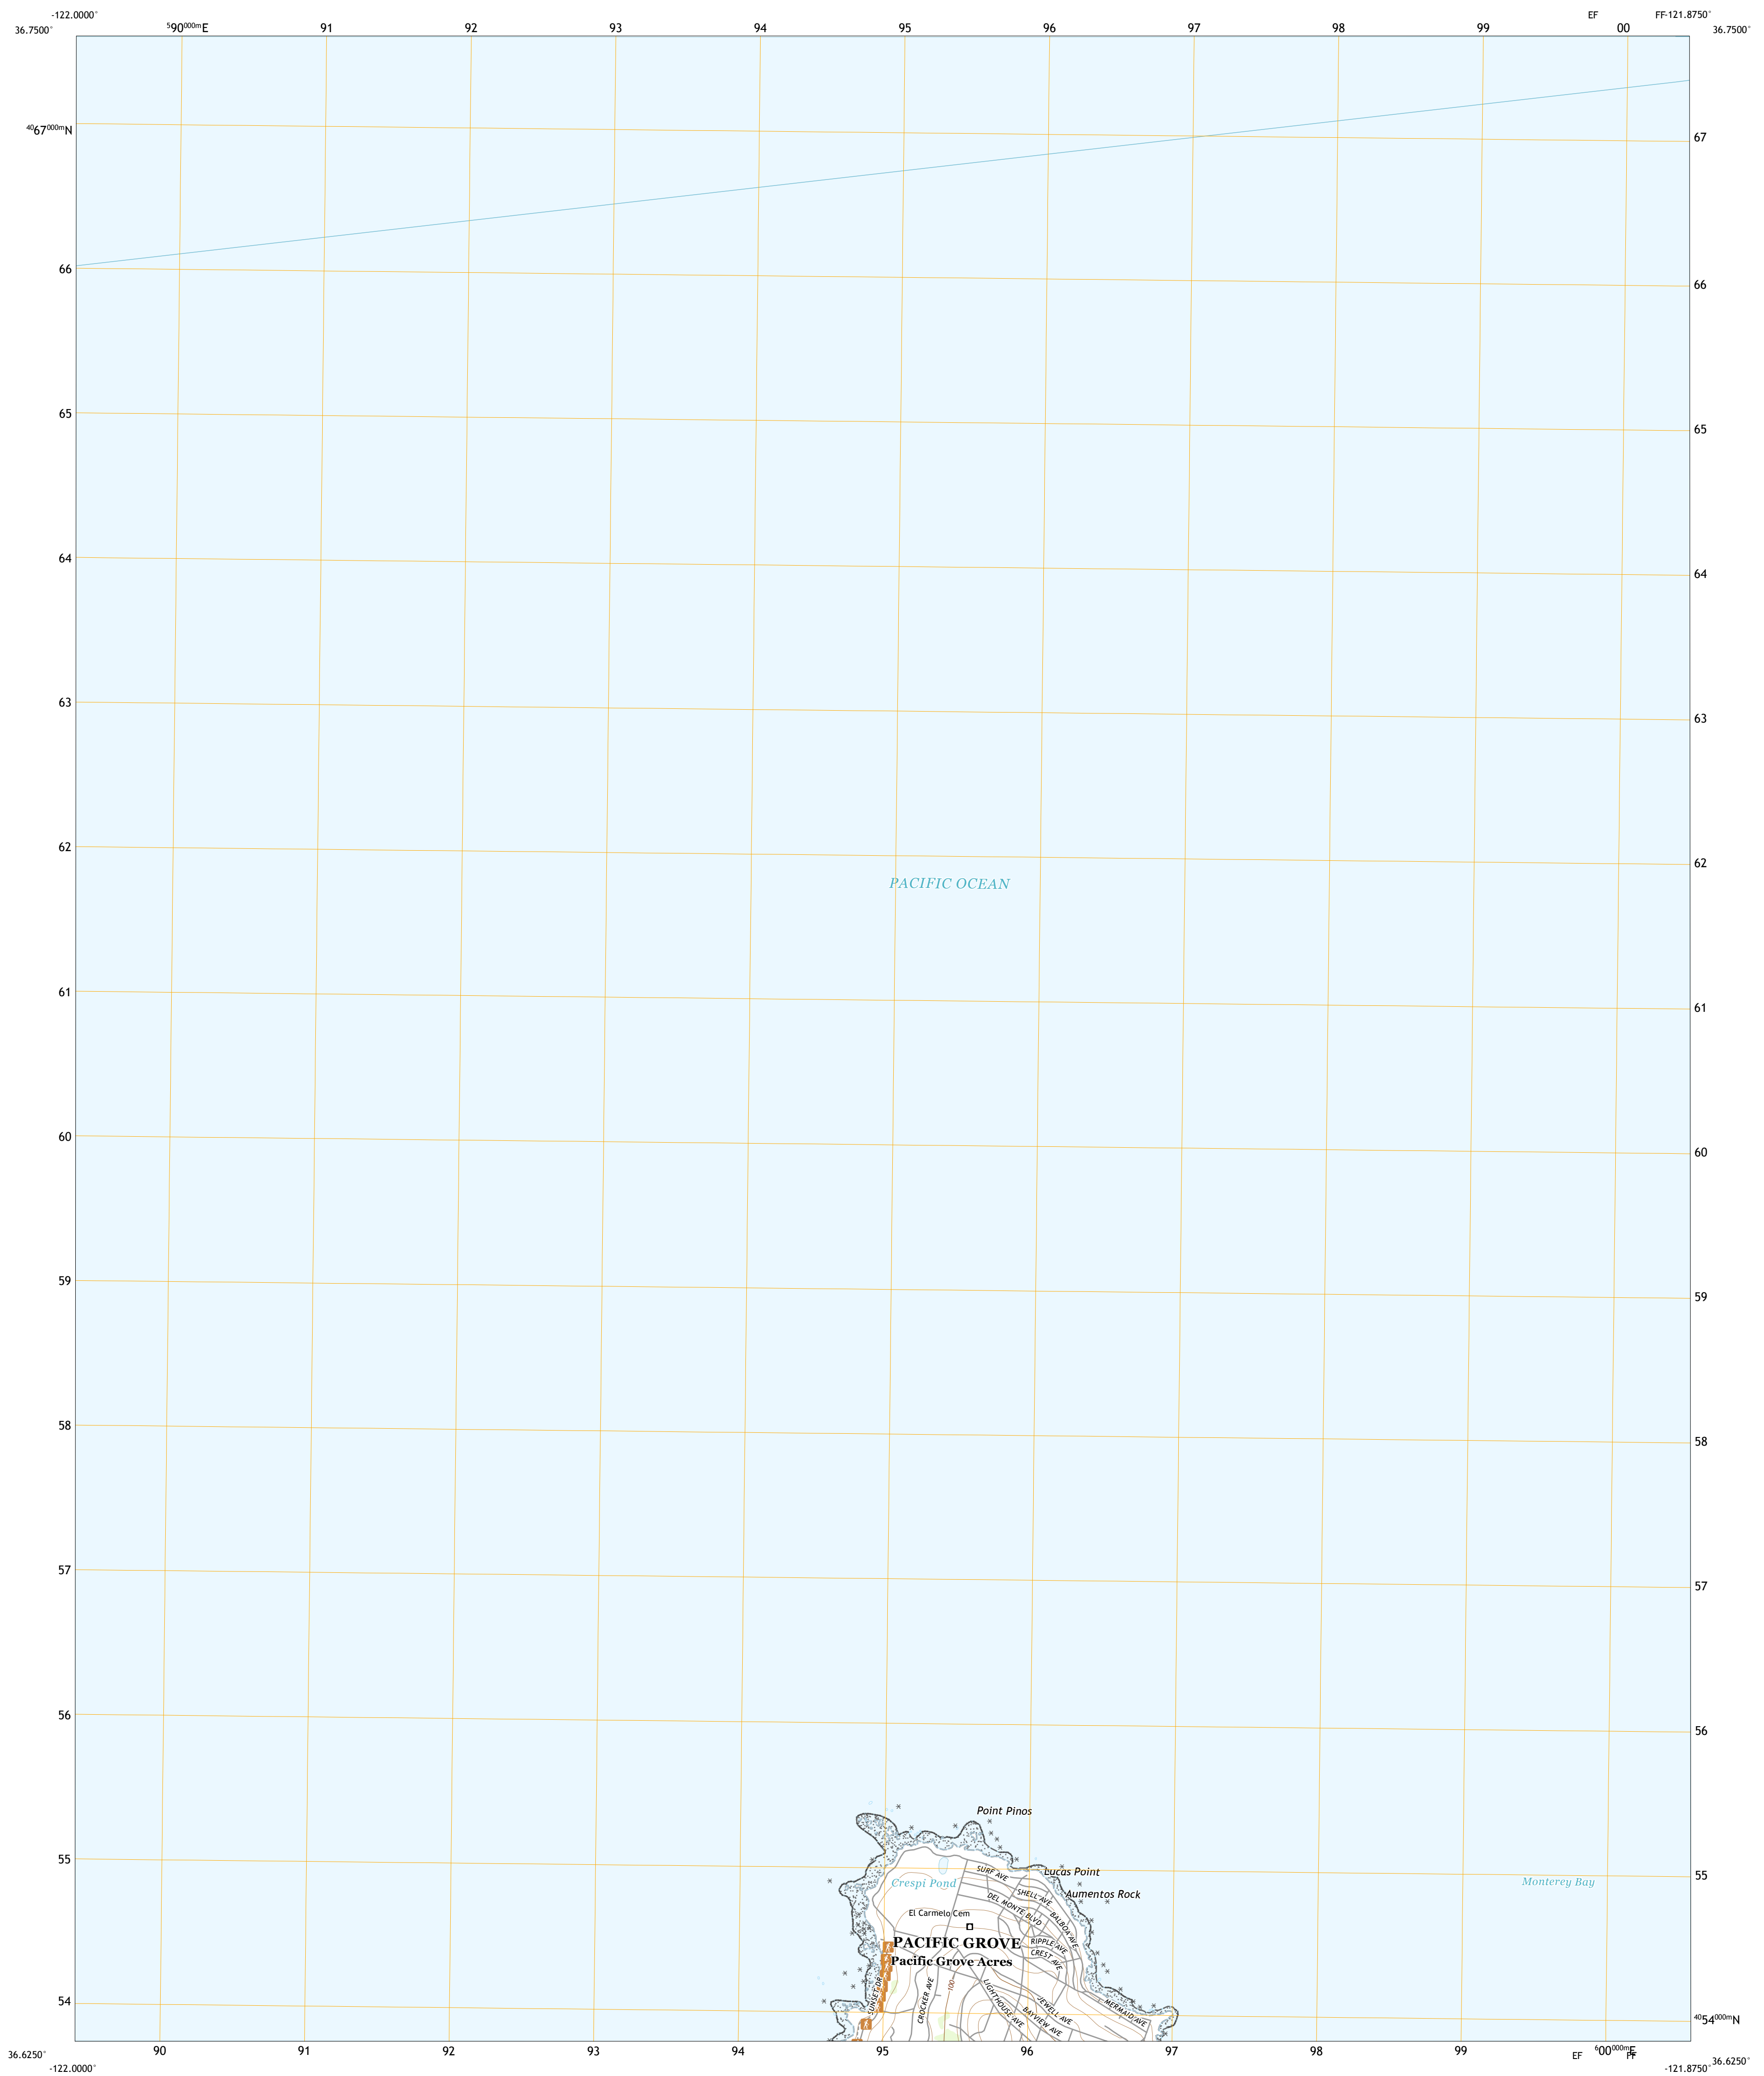 -122.0000° EF FF-121.8750°
36.7500° 590000mE 91 92 93 94 95 96 97 98 99 00 36.7500°
4067000mN 67
66 66
65 65
64 64
63 63
62 62
PACIFIC OCEAN
61 61
60 60
59 59
58 58
57 57
56 56
Point Pinos
55 55
Lucas Point
SURF AVE
Crespi Pond
Monterey Bay
SHELL AVE
Aumentos Rock
DEL MONTE BLVD
El Carmelo Cem
BALBOA AVE
PACIFIC GROVE
RIPPLE AVE
CREST AVE
Pacific Grove Acres
SUNSET DR
CROCKER AVE
100
LIGHTHOUSE AVE
JEWELL AVE
BAYVIEW AVE
MERMAID AVE
54 4054000mN
36.6250° 90 91 92 93 94 95 96 97 98 99 EF 600000mE FF 36.6250°
-122.0000° -121.8750°